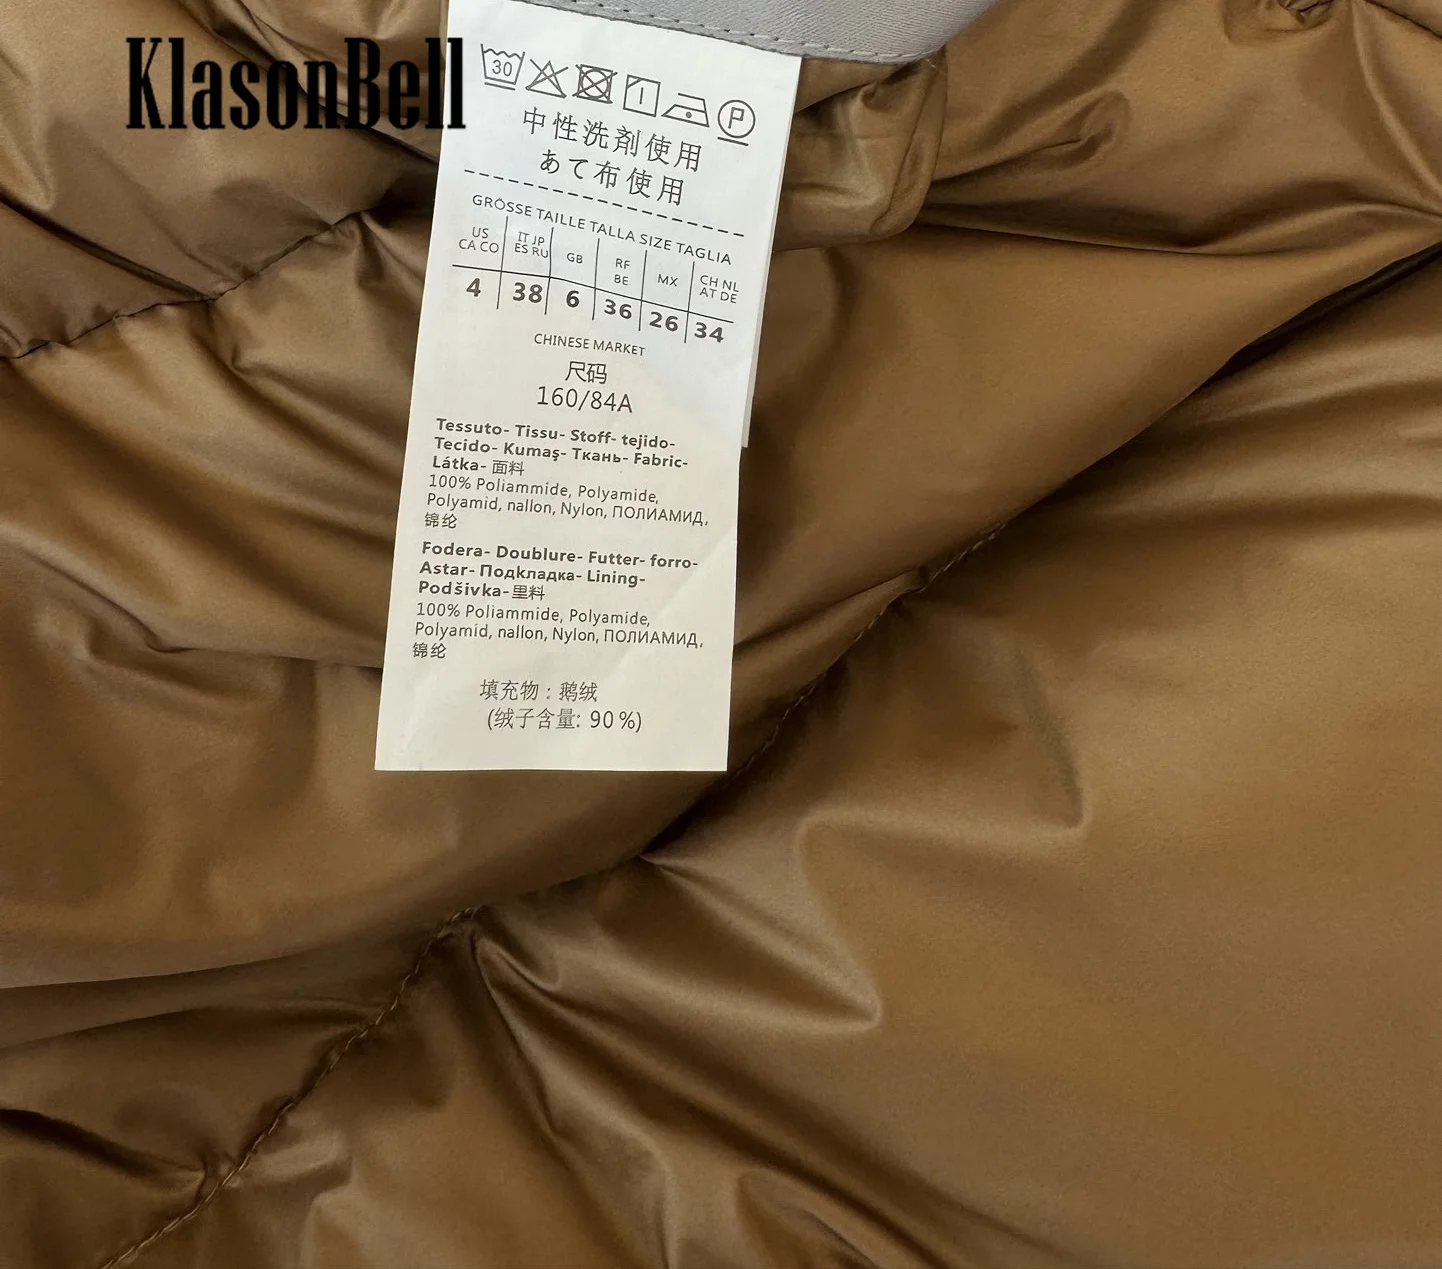 KlasonBell
30
P
中性洗剤使用
あて布使用
GRÖSSE TAILLE TALLA SIZE TAGLIA
US CA CO
IT JP ES RU
GB
RF BE
MX
CH NL AT DE
4 38 6 36 26 34
CHINESE MARKET
尺码
160/84A
Tessuto- Tissu- Stoff- tejido-
Tecido- Kumaş- Ткань- Fabric-
Látka- 面料
100% Poliammide, Polyamide,
Polyamid, nallon, Nylon, ПОЛИАМИД,
锦纶
Fodera- Doublure- Futter- forro-
Astar- Подкладка- Lining-
Podšivka- 里料
100% Poliammide, Polyamide,
Polyamid, nallon, Nylon, ПОЛИАМИД,
锦纶
填充物：鹅绒
(绒子含量: 90%)